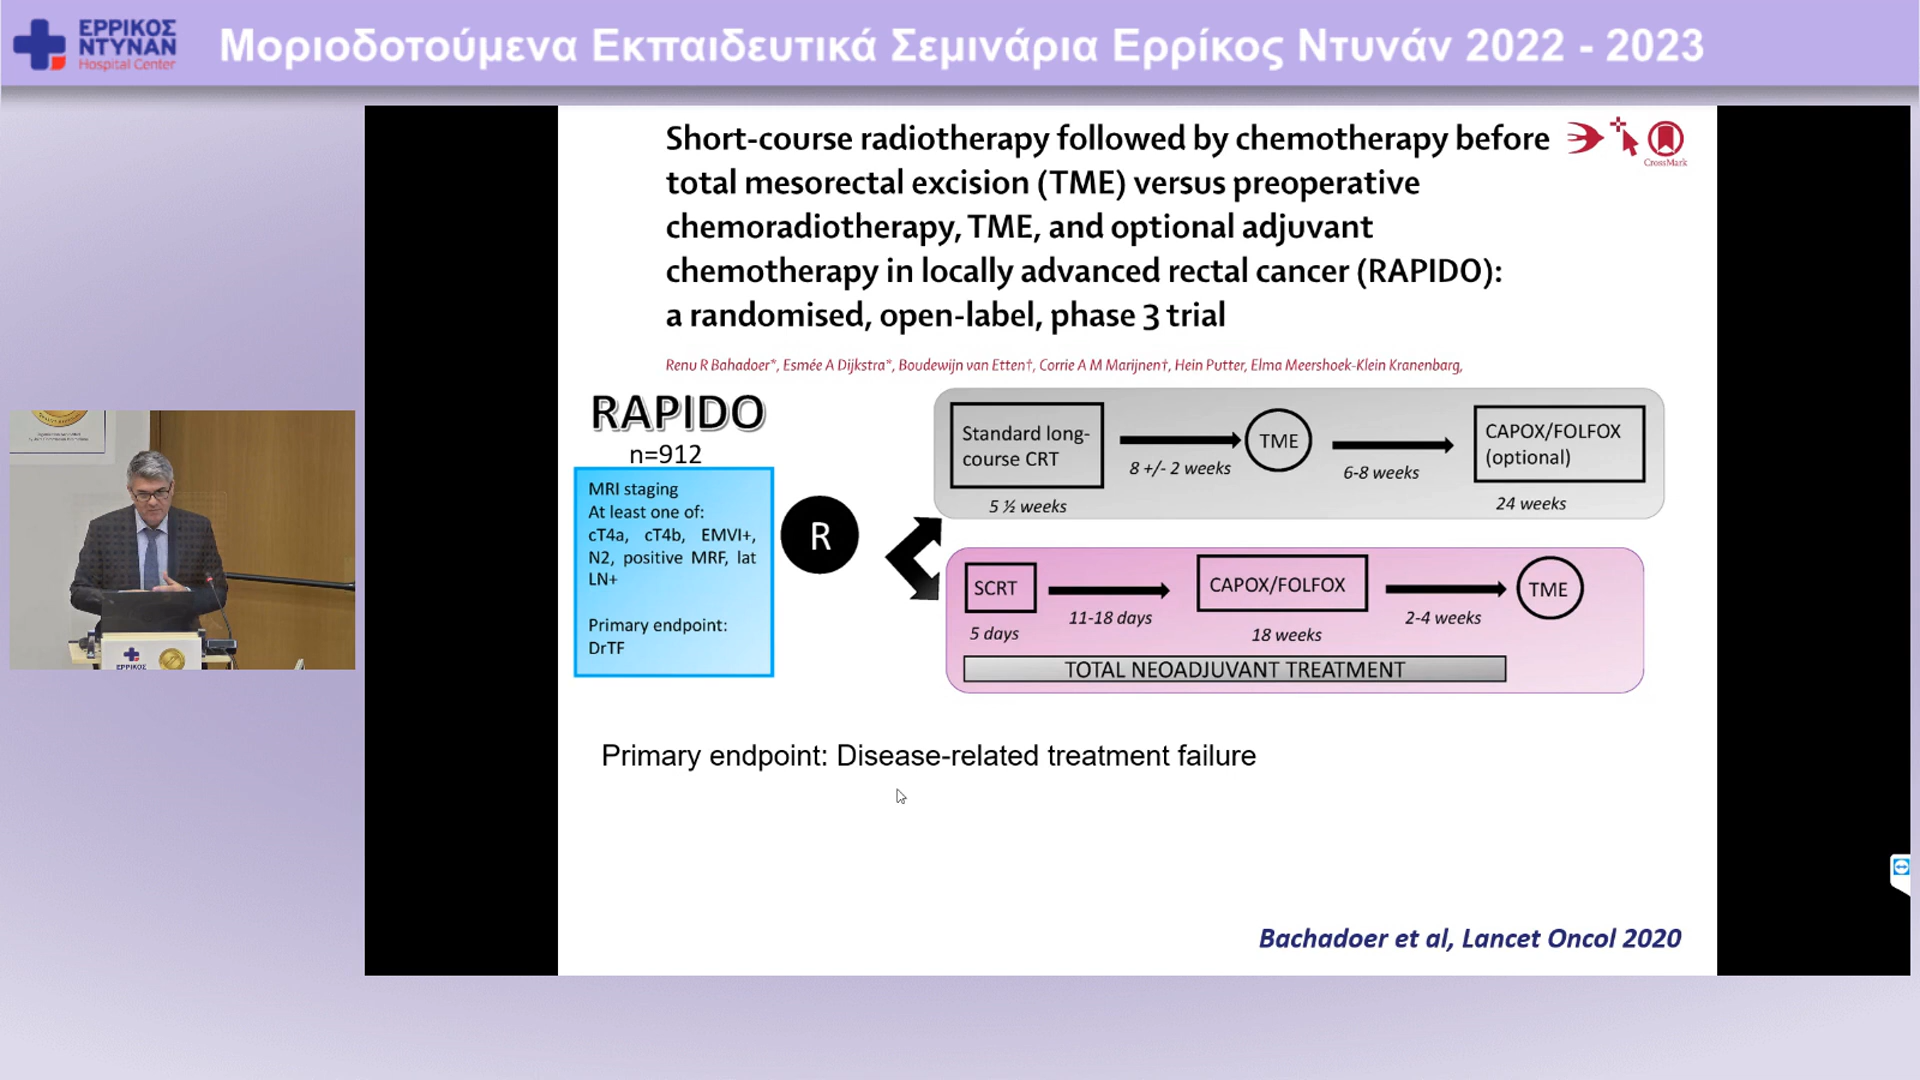 ΕΡΡΙΚΟΣ
ΝΤΥΝΑΝ
Hospital Center
Μοριοδοτούμενα Εκπαιδευτικά Σεμινάρια Ερρίκος Ντυνάν 2022 - 2023
Short-course radiotherapy followed by chemotherapy before
total mesorectal excision (TME) versus preoperative
chemoradiotherapy, TME, and optional adjuvant
chemotherapy in locally advanced rectal cancer (RAPIDO):
a randomised, open-label, phase 3 trial
CrossMark
Renu R Bahadoer*, Esmée A Dijkstra*, Boudewijn van Etten†, Corrie A M Marijnen†, Hein Putter, Elma Meershoek-Klein Kranenbarg,
RAPIDO
n=912
MRI staging
At least one of:
cT4a, cT4b, EMVI+,
N2, positive MRF, lat
LN+
Primary endpoint:
DrTF
R
Standard long-
course CRT
5 ½ weeks
8 +/- 2 weeks
TME
6-8 weeks
CAPOX/FOLFOX
(optional)
24 weeks
SCRT
5 days
11-18 days
CAPOX/FOLFOX
18 weeks
2-4 weeks
TME
TOTAL NEOADJUVANT TREATMENT
Primary endpoint: Disease-related treatment failure
Bachadoer et al, Lancet Oncol 2020
ΕΡΡΙΚΟΣ